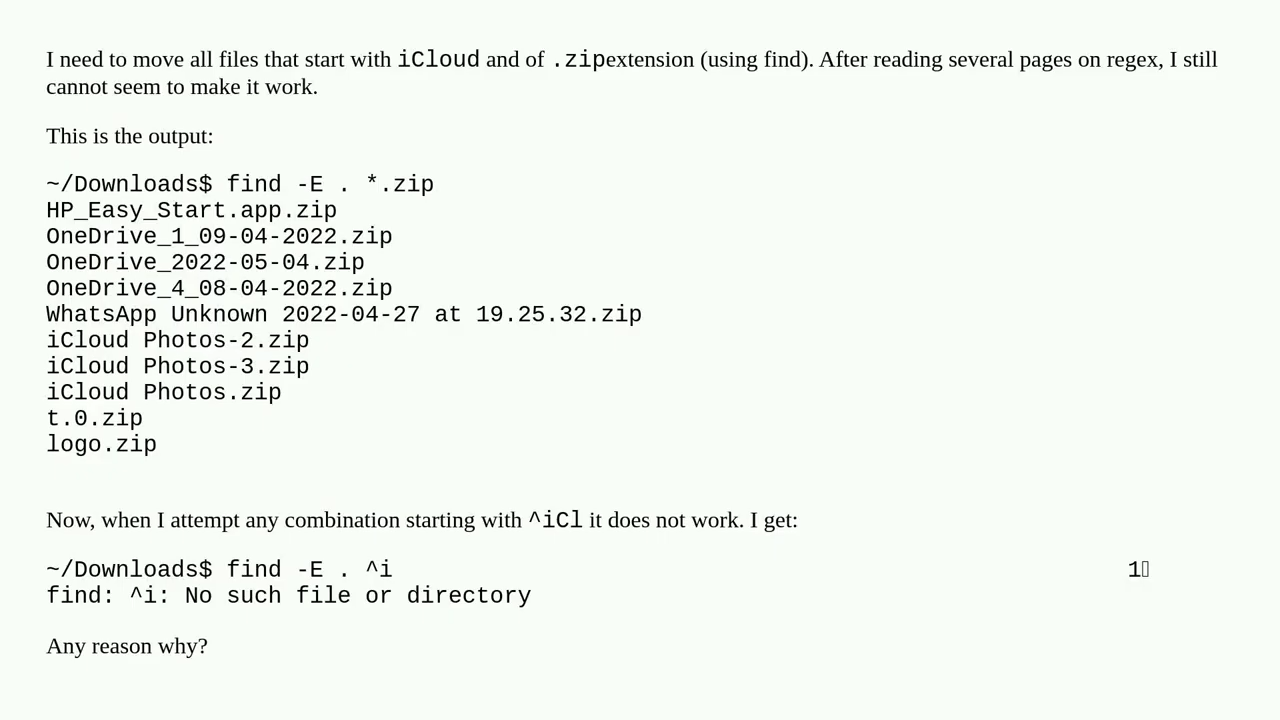 I need to move all files that start with iCloud and of .zipextension (using find). After reading several pages on regex, I still
cannot seem to make it work.
This is the output:
~/Downloads$ find -E . *.zip
HP_Easy_Start.app.zip
OneDrive_1_09-04-2022.zip
OneDrive_2022-05-04.zip
OneDrive_4_08-04-2022.zip
WhatsApp Unknown 2022-04-27 at 19.25.32.zip
iCloud Photos-2.zip
iCloud Photos-3.zip
iCloud Photos.zip
t.0.zip
logo.zip
Now, when I attempt any combination starting with ^iCl it does not work. I get:
~/Downloads$ find -E . ^i 1
find: ^i: No such file or directory
Any reason why?